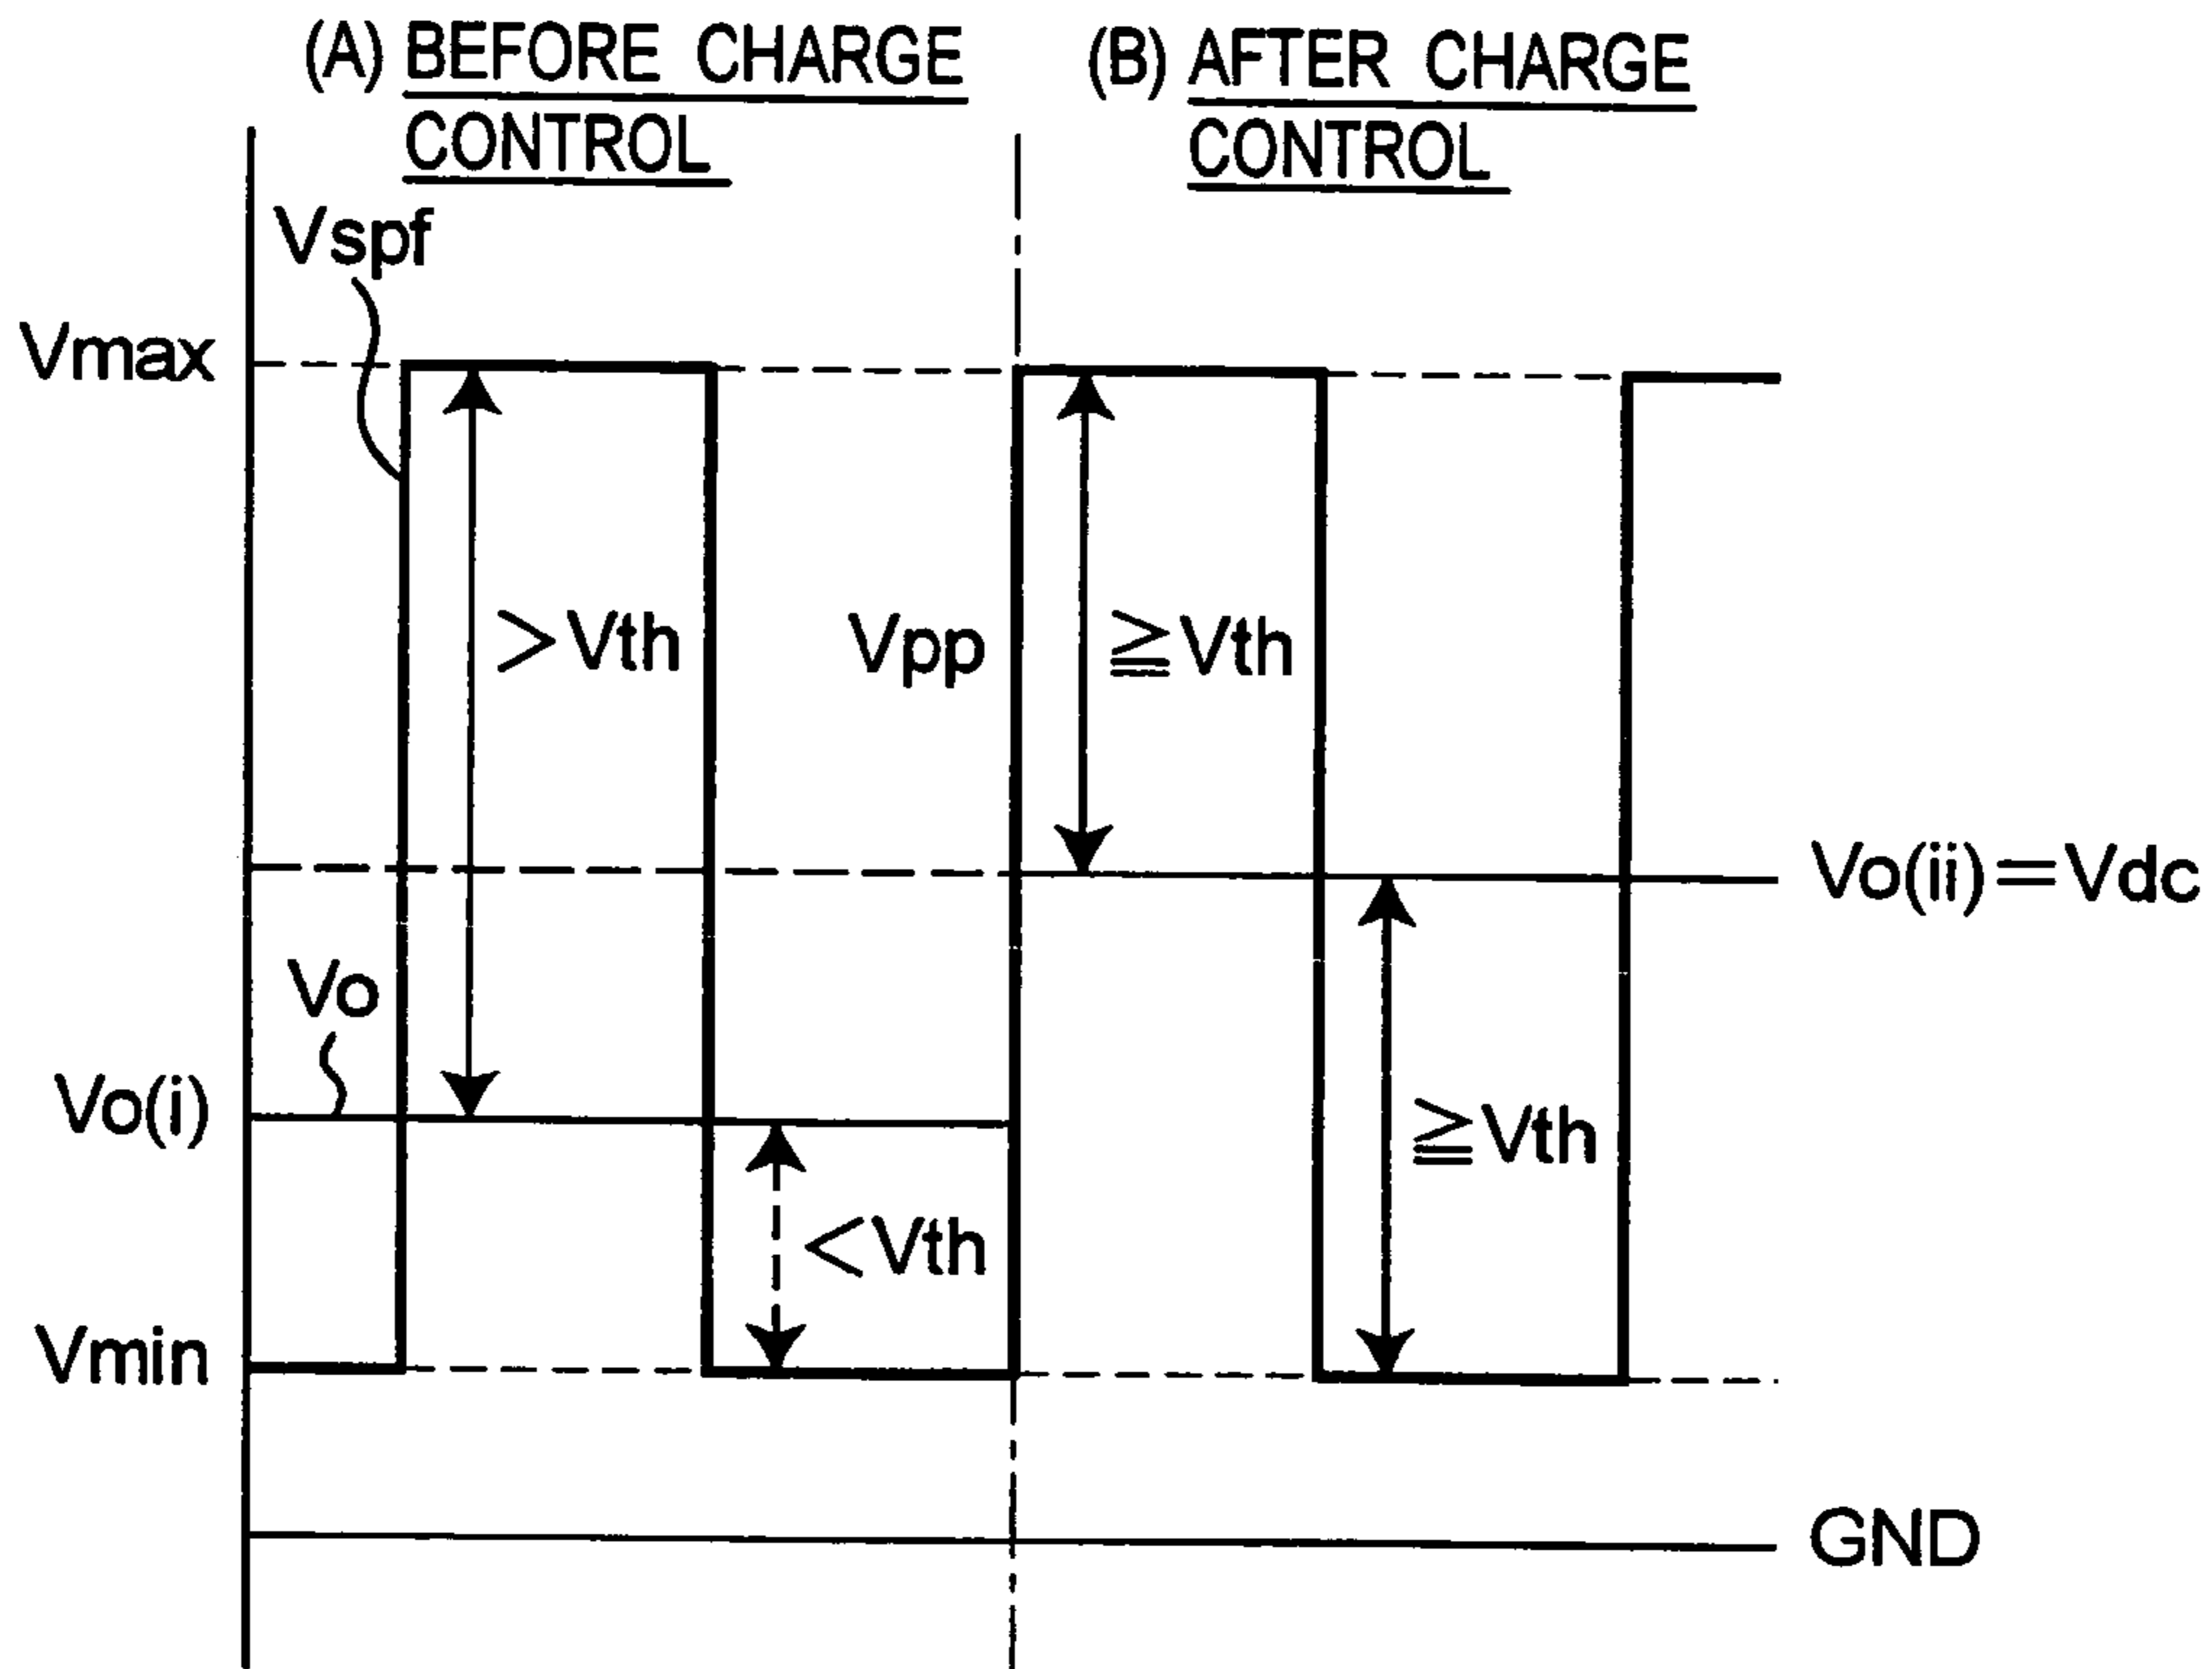 (A) BEFORE CHARGE
CONTROL
(B) AFTER CHARGE
CONTROL
Vspf
Vmax
>Vth
Vpp
≧Vth
Vo(ii)=Vdc
Vo
Vo(i)
≧Vth
<Vth
Vmin
GND